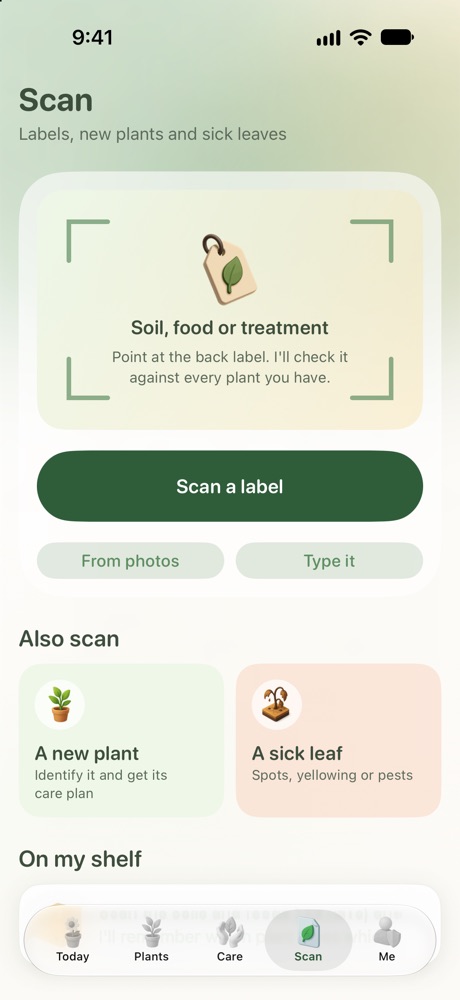 9:41
Scan
Labels, new plants and sick leaves
Soil, food or treatment
Point at the back label. I'll check it
against every plant you have.
Scan a label
From photos
Type it
Also scan
A new plant
Identify it and get its
care plan
A sick leaf
Spots, yellowing or pests
On my shelf
I'll remember
Today
Plants
Care
Scan
Me